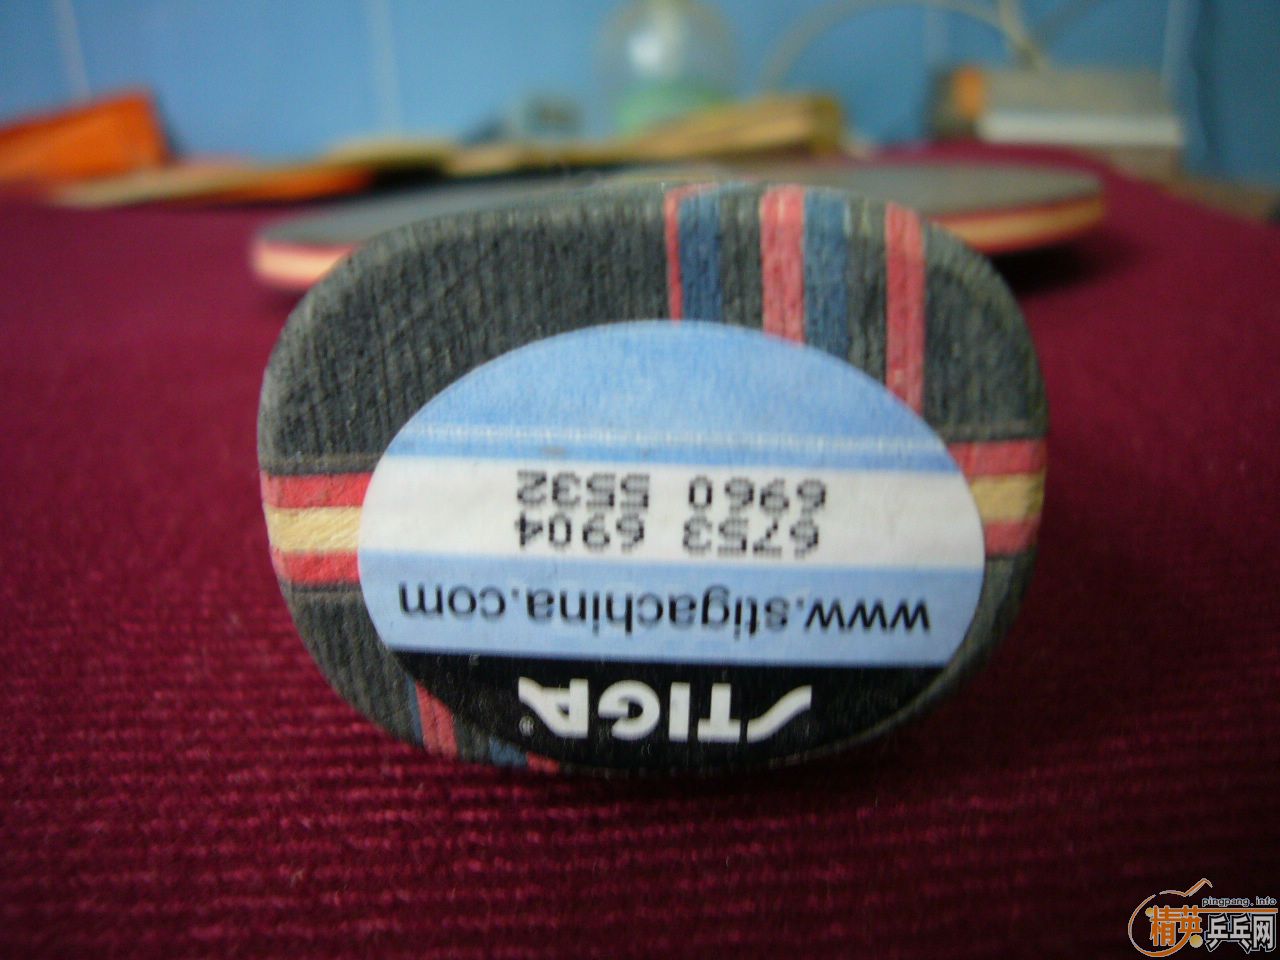 STIGA®
www.stigachina.com
6753 6904
6960 5532
pingpang.info
精英乒乓网